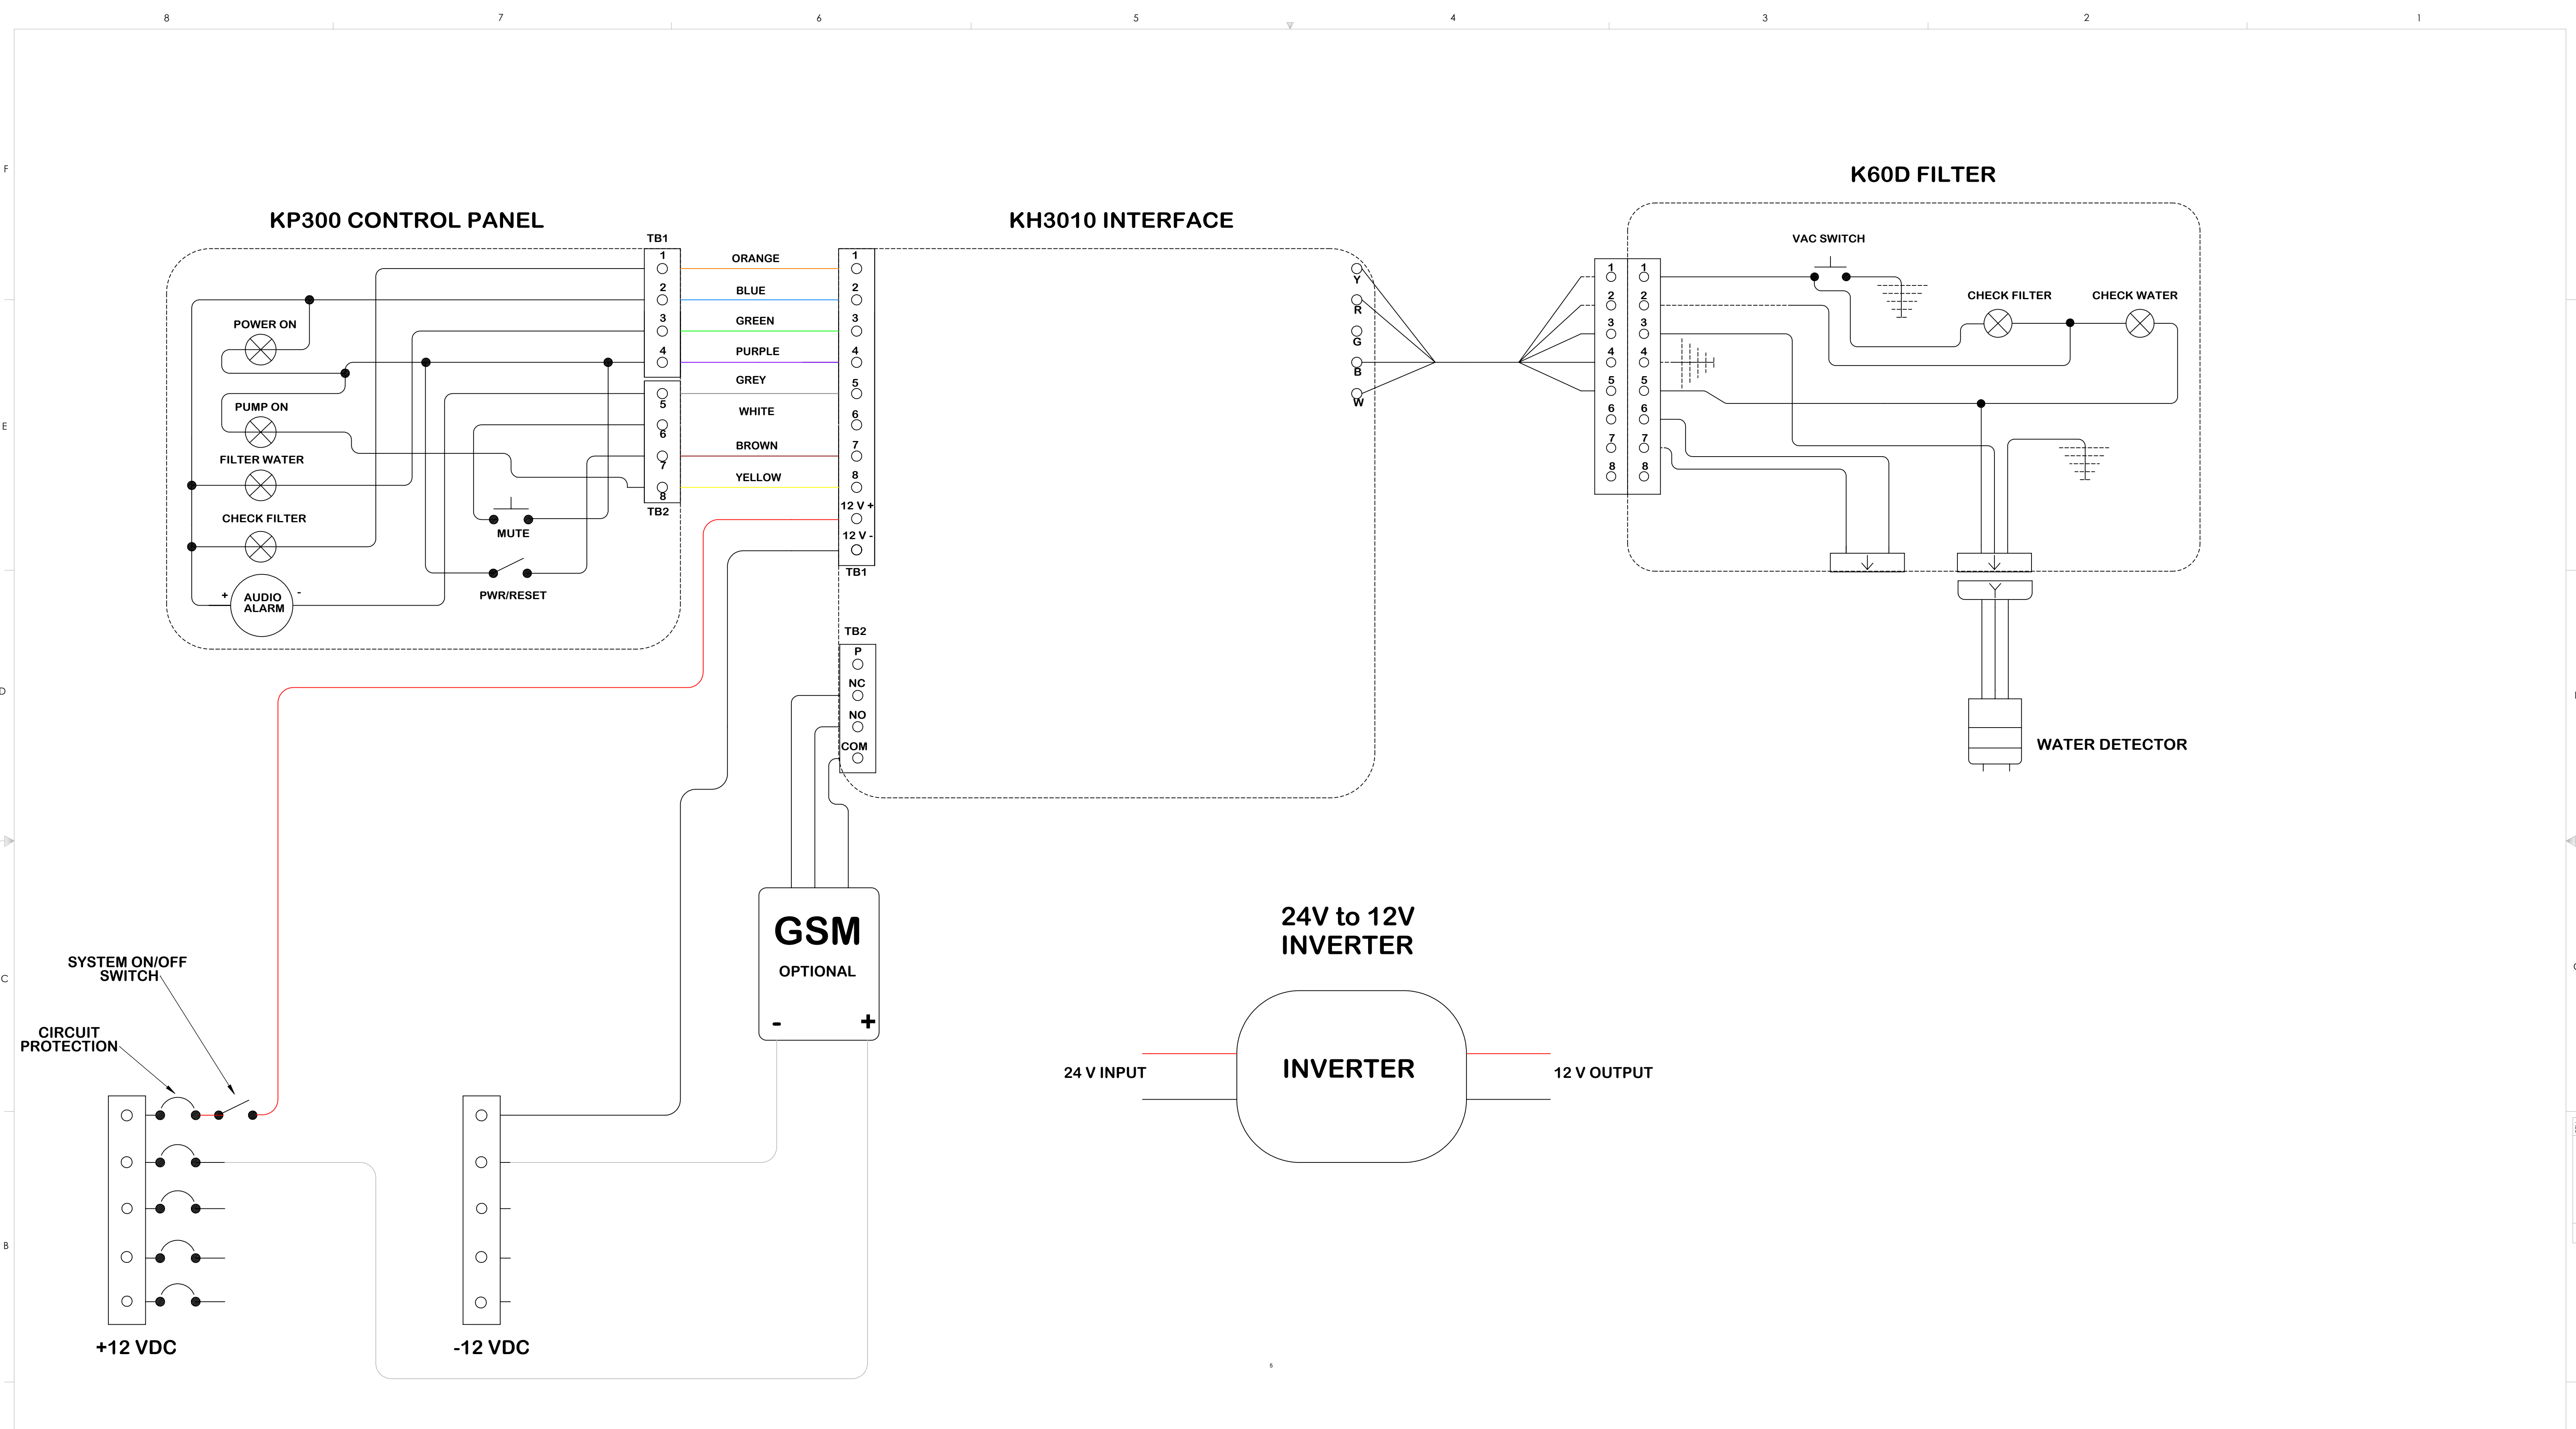 8 7 6 5 4 3 2 1
F
E
D
C
B
KP300 CONTROL PANEL
TB1
1
2
3
4
5
6
7
8
TB2
POWER ON
PUMP ON
FILTER WATER
CHECK FILTER
+
AUDIO
ALARM
-
MUTE
PWR/RESET
ORANGE
BLUE
GREEN
PURPLE
GREY
WHITE
BROWN
YELLOW
KH3010 INTERFACE
1
2
3
4
5
6
7
8
12 V +
12 V -
TB1
TB2
P
NC
NO
COM
Y
R
G
B
W
K60D FILTER
1 1
2 2
3 3
4 4
5 5
6 6
7 7
8 8
VAC SWITCH
CHECK FILTER
CHECK WATER
WATER DETECTOR
GSM
OPTIONAL
- +
24V to 12V
INVERTER
24 V INPUT
INVERTER
12 V OUTPUT
SYSTEM ON/OFF
SWITCH
CIRCUIT
PROTECTION
+12 VDC
-12 VDC